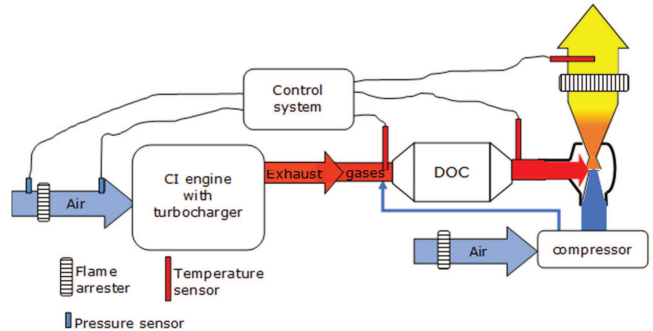 Control
system
CI engine
with
turbocharger
Exhaust gases
DOC
Air
Air
compressor
Flame
arrester
Temperature
sensor
Pressure sensor